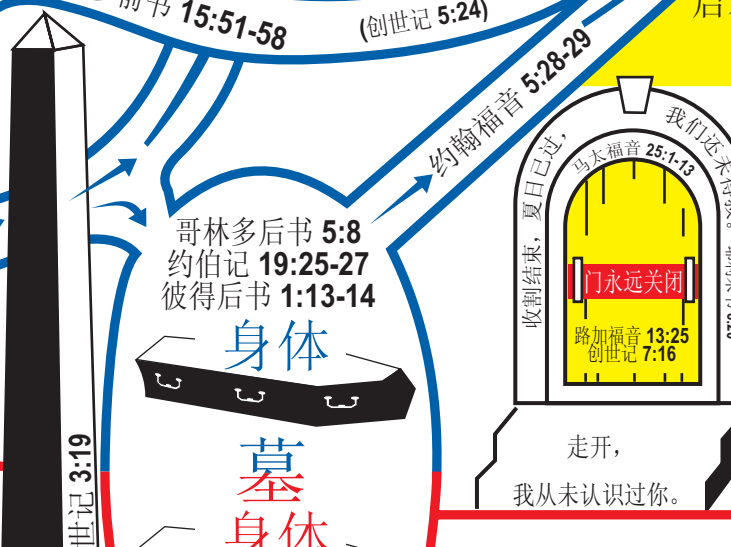 前书 15:51-58
(创世记 5:24)
约翰福音 5:28-29
哥林多后书 5:8
约伯记 19:25-27
彼得后书 1:13-14
身体
墓
身体
世记 3:19
收割结束，夏日已过，
我们还未得救。
马太福音 25:1-13
门永远关闭
路加福音 13:25
创世记 7:16
走开，
我从未认识过你。